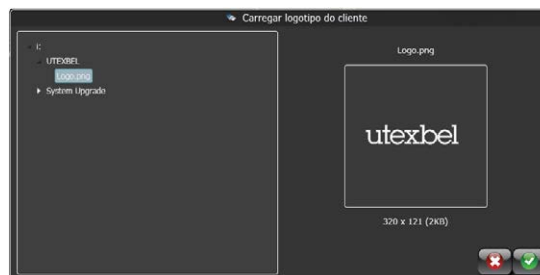 Carregar logotipo do cliente
I:
UTEXBEL
Logo.png
System Upgrade
Logo.png
utexbel
320 x 121 (2KB)